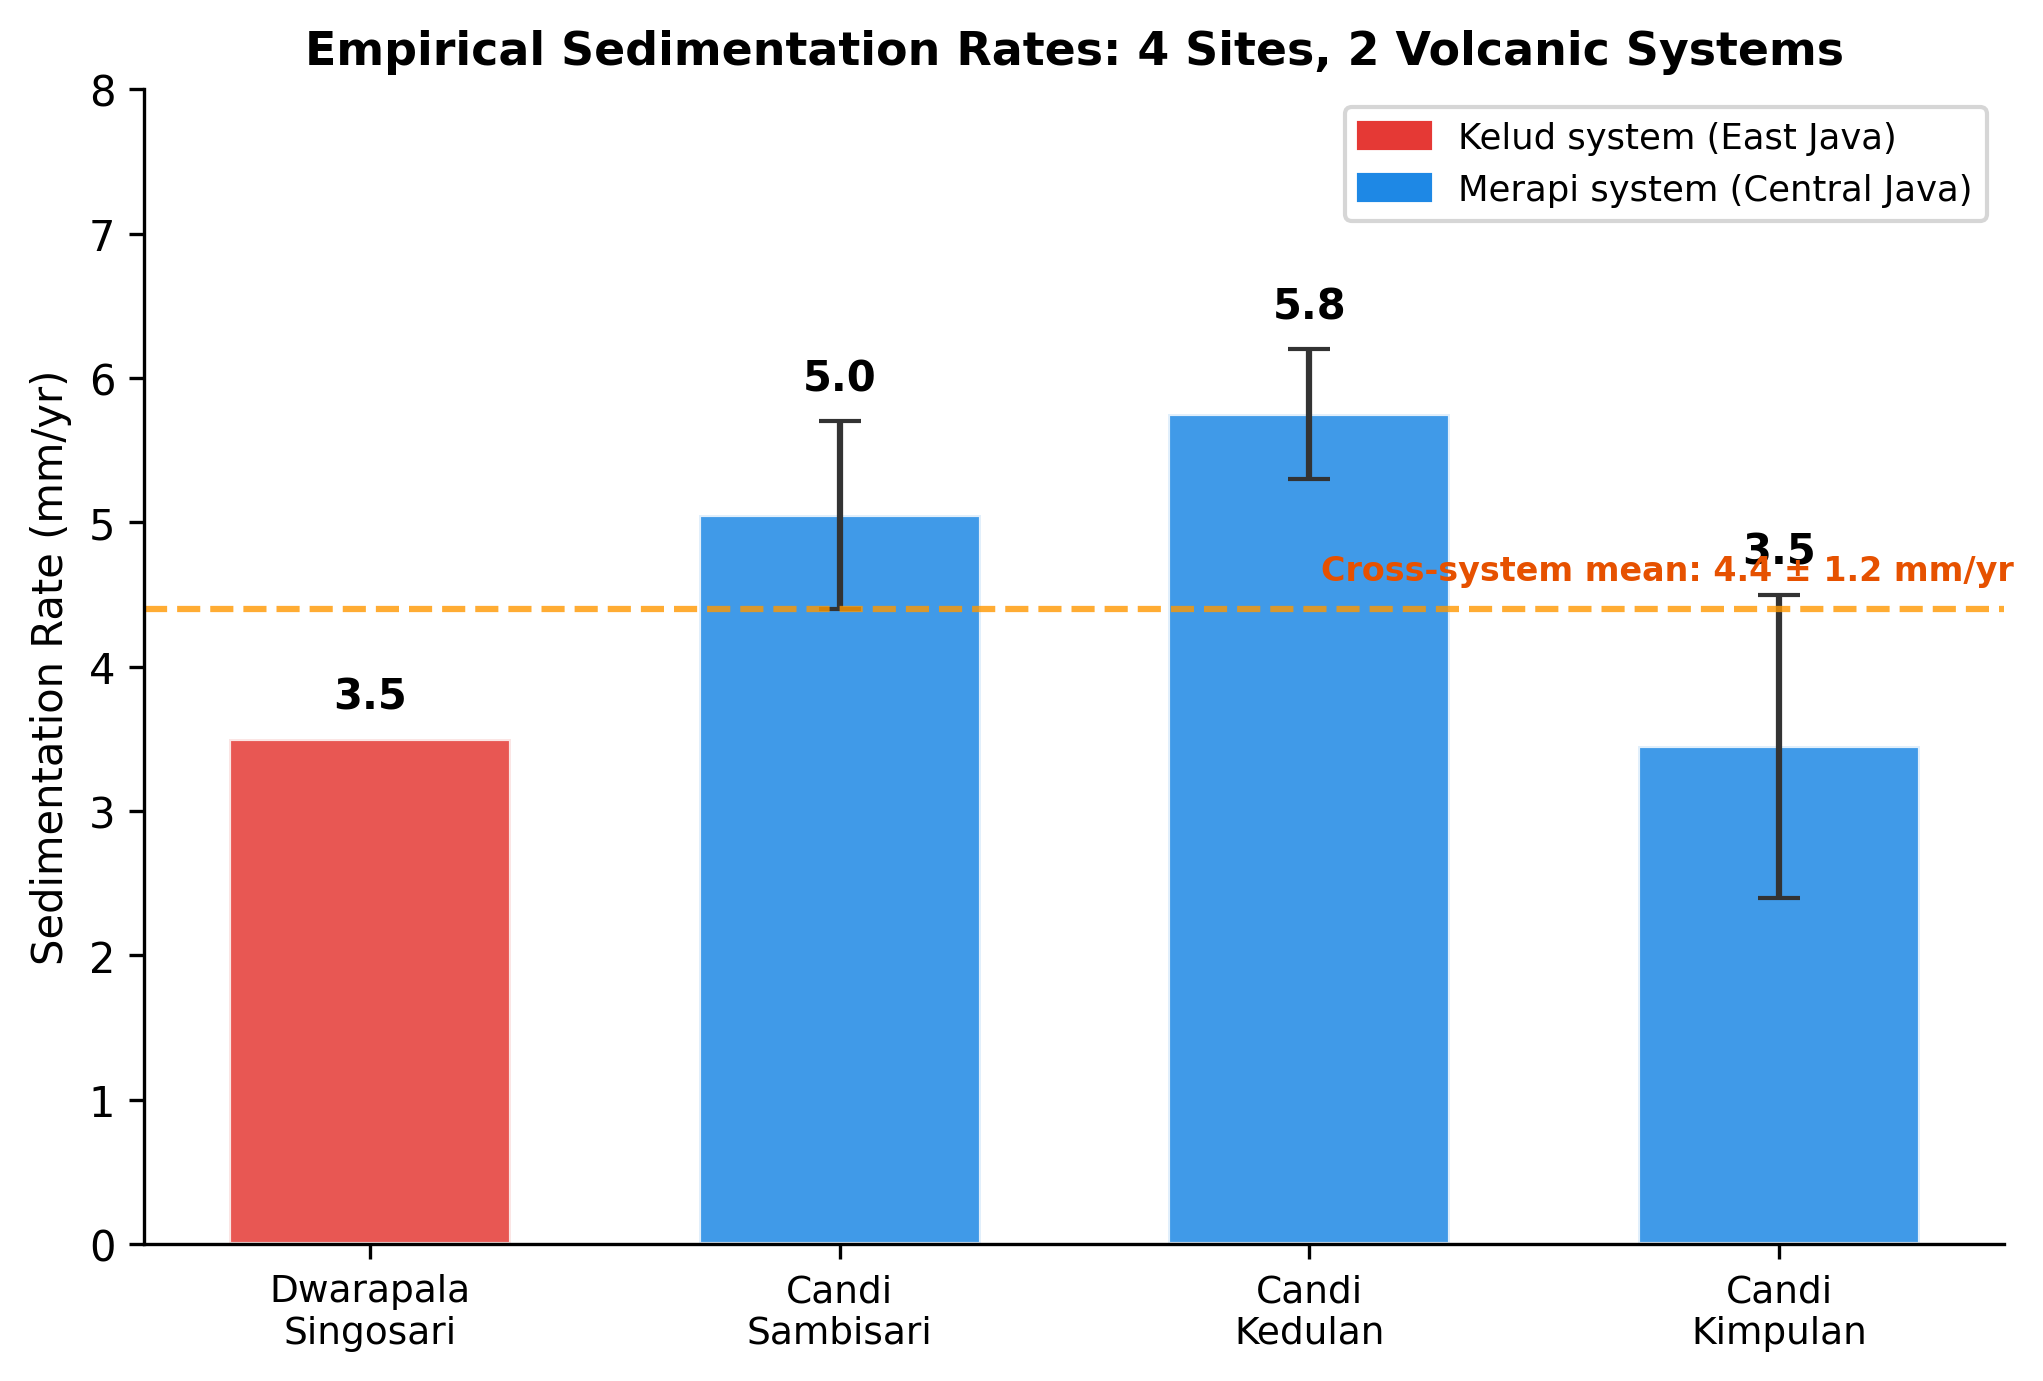 Empirical Sedimentation Rates: 4 Sites, 2 Volcanic Systems
Kelud system (East Java)
Merapi system (Central Java)
Sedimentation Rate (mm/yr)
8
7
6
5
4
3
2
1
0
3.5
5.0
5.8
3.5
Cross-system mean: 4.4 ± 1.2 mm/yr
Dwarapala
Singosari
Candi
Sambisari
Candi
Kedulan
Candi
Kimpulan